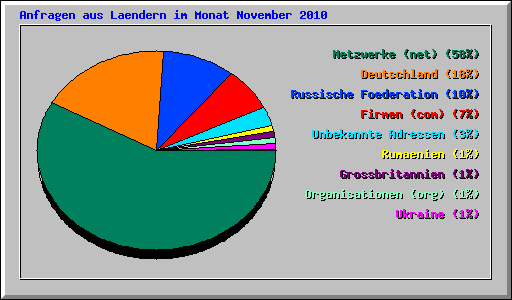 Anfragen aus Laendern im Monat November 2010
Netzwerke (net) (58%)
Deutschland (18%)
Russische Foederation (10%)
Firmen (com) (7%)
Unbekannte Adressen (3%)
Rumaenien (1%)
Grossbritannien (1%)
Organisationen (org) (1%)
Ukraine (1%)